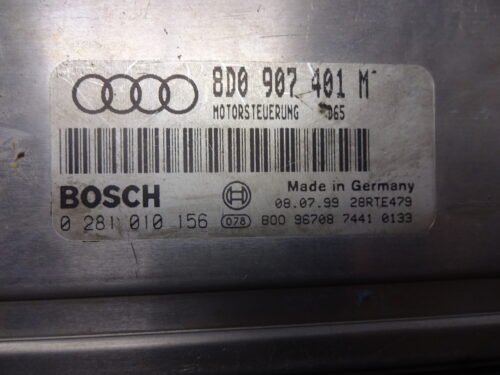 8D0 907 401 M
MOTORSTEUERUNG D65
BOSCH
Made in Germany
08.07.99 28RTE479
0 281 010 156 078 800 96708 7441 0133